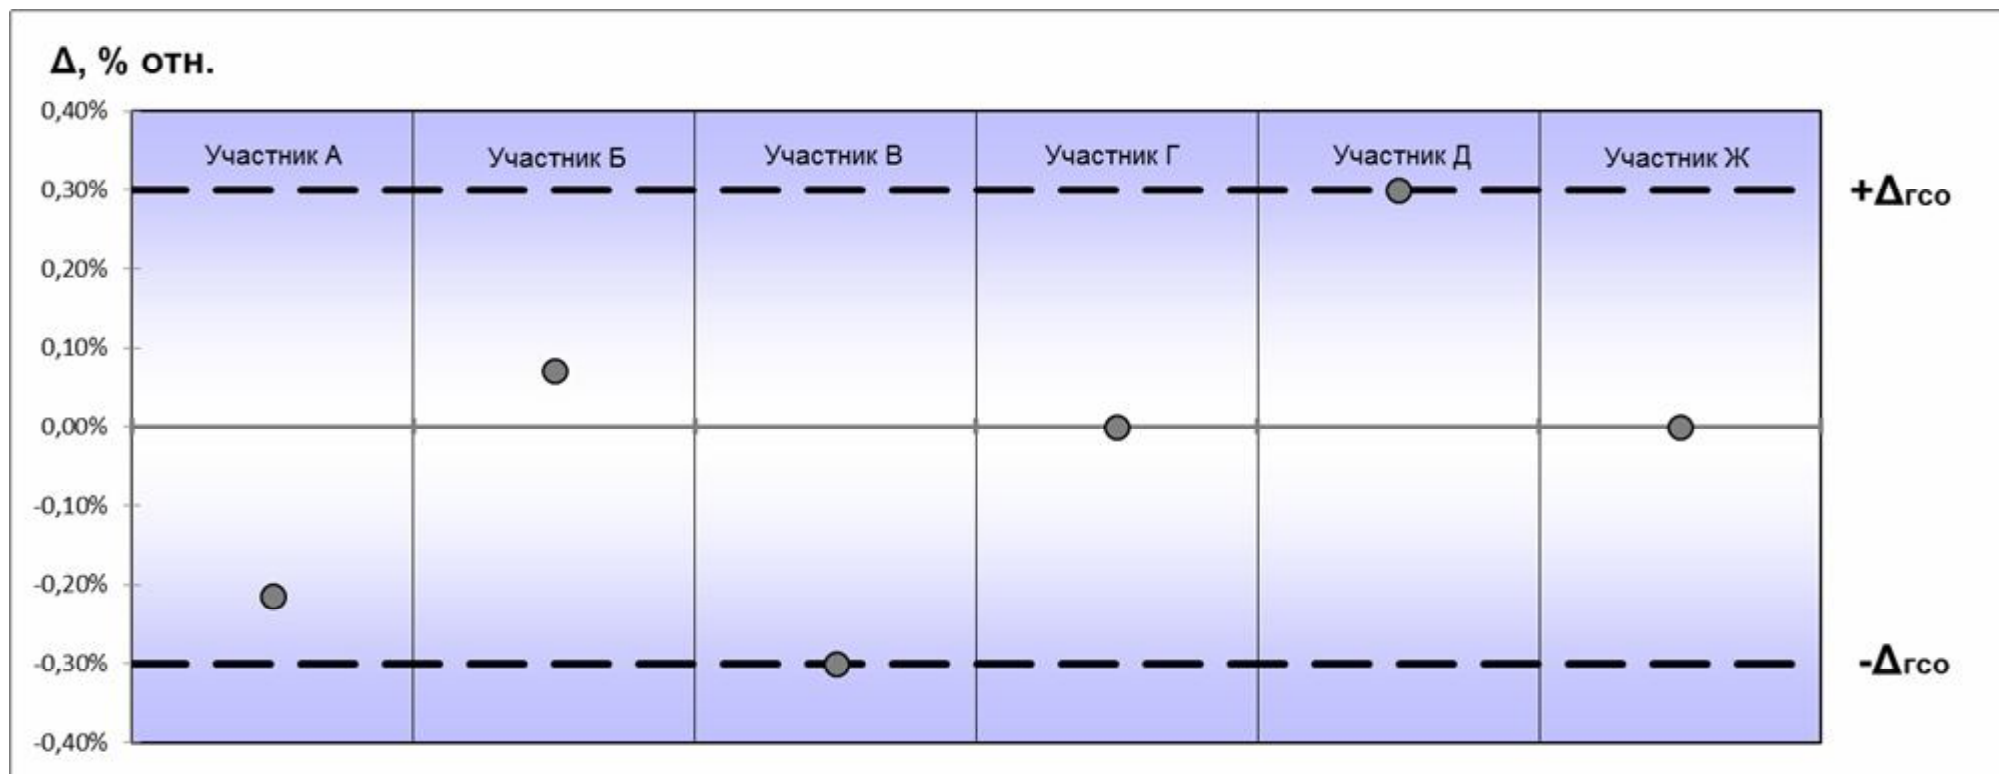 Δ, % отн.
0,40%
Участник А Участник Б Участник В Участник Г Участник Д Участник Ж
0,30%
+Δгсо
0,20%
0,10%
0,00%
-0,10%
-0,20%
-0,30%
-Δгсо
-0,40%